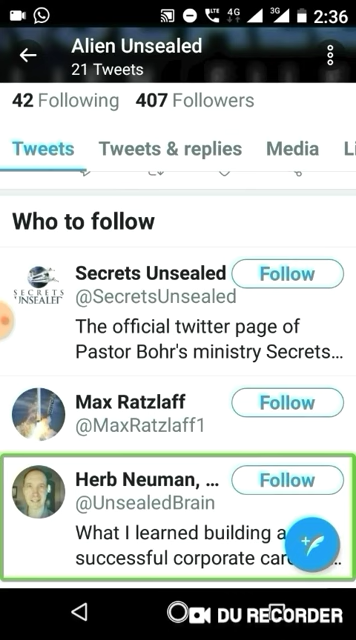 LTE 4G 3G 2:36
Alien Unsealed
21 Tweets
42 Following 407 Followers
Tweets Tweets & replies Media Li
Who to follow
Secrets Unsealed Follow
SECRETS
UNSEALED
@SecretsUnsealed
The official twitter page of
Pastor Bohr's ministry Secrets...
Max Ratzlaff Follow
@MaxRatzlaff1
Herb Neuman, ... Follow
@UnsealedBrain
What I learned building a
successful corporate car
DU RECORDER